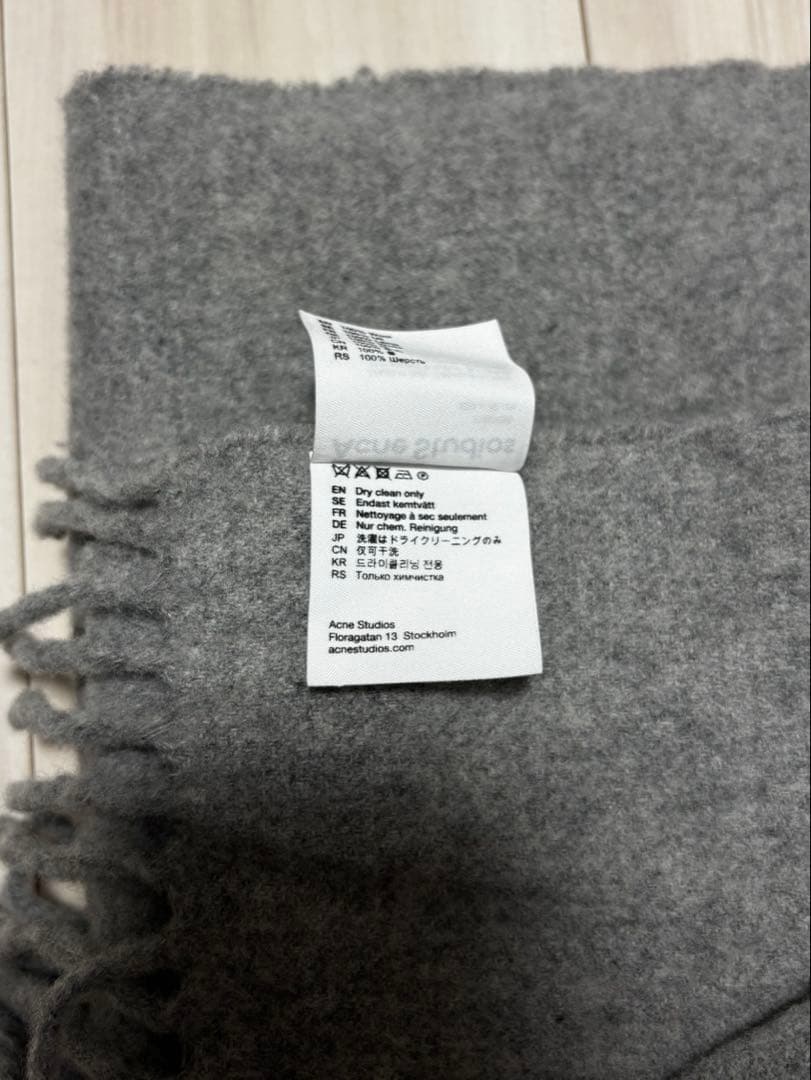 KR 100%
RS 100% Шерсть
Acne Studios
EN Dry clean only
SE Endast kemtvätt
FR Nettoyage à sec seulement
DE Nur chem. Reinigung
JP 洗濯はドライクリーニングのみ
CN 仅可干洗
KR 드라이클리닝 전용
RS Только химчистка
Acne Studios
Floragatan 13 Stockholm
acnestudios.com